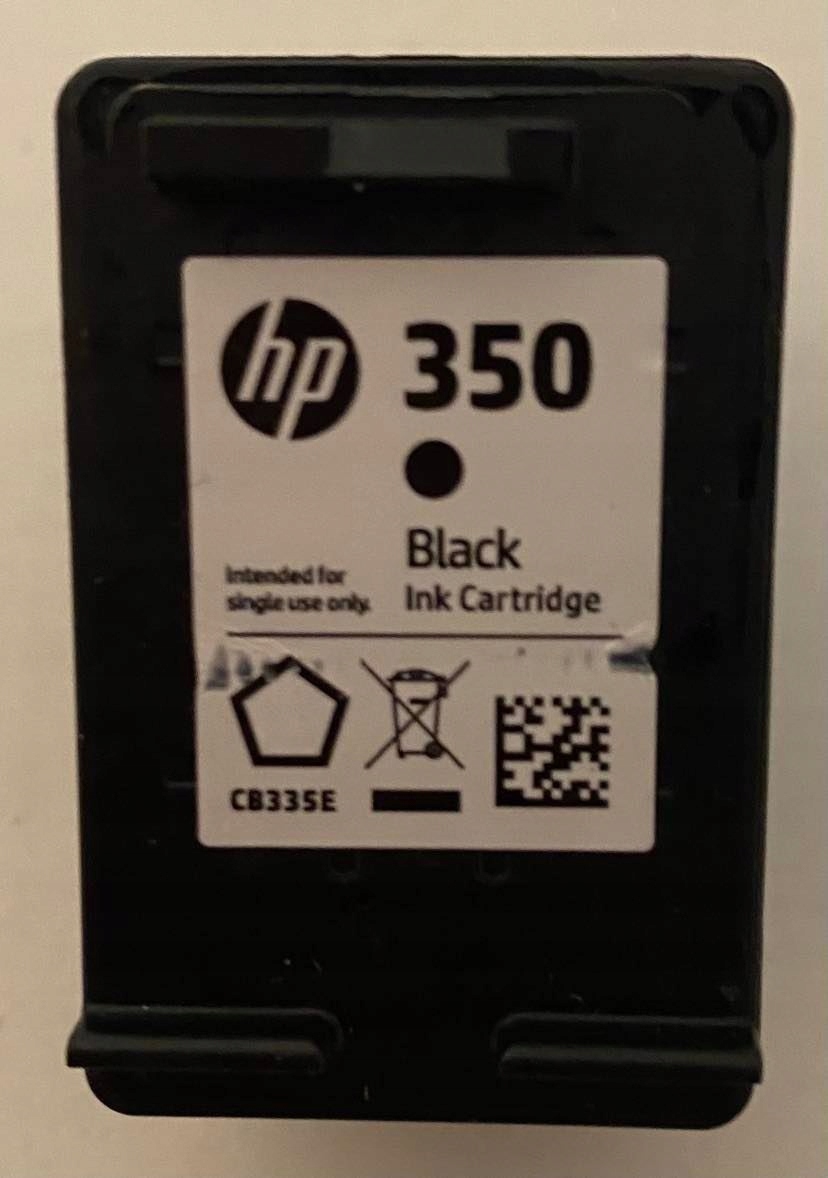 hp 350
Black
Intended for
single use only.
Ink Cartridge
CB335E